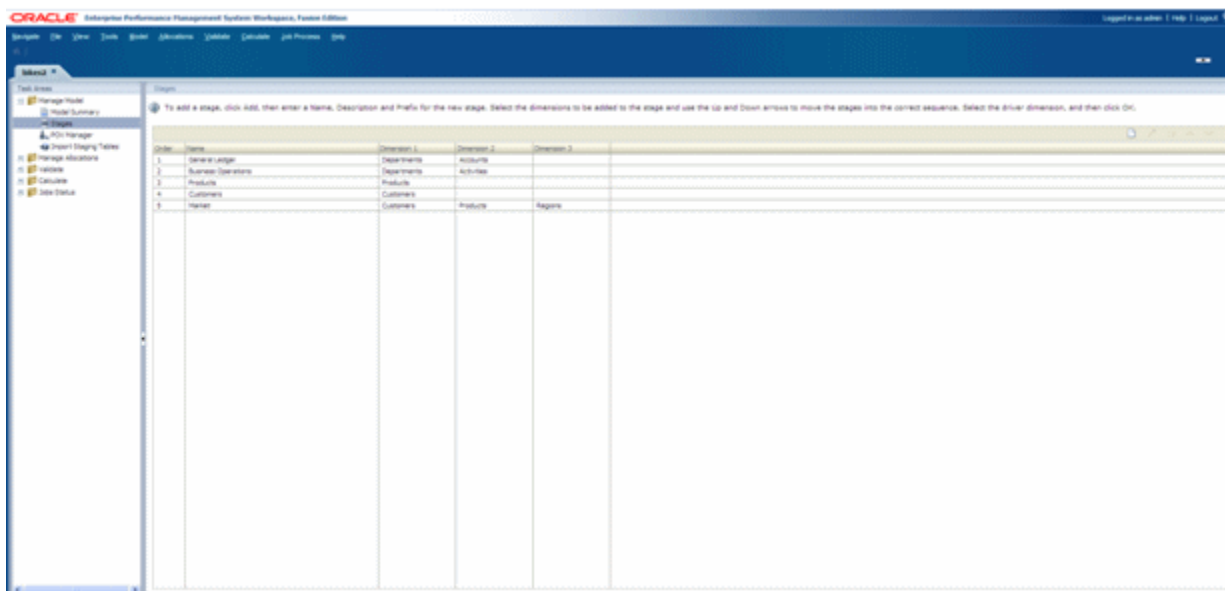 ORACLE Enterprise Performance Management System Workspace, Fusion Edition
Logged in as admin | Help | Logout
Navigate File View Tools Model Allocations Validate Calculate Job Process Help
bikes2
Task Areas
Manage Model
Model Summary
Stages
POV Manager
Import Staging Tables
Manage Allocations
Validate
Calculate
Jobs Status
Stages
To add a stage, click Add, then enter a Name, Description and Prefix for the new stage. Select the dimensions to be added to the stage and use the Up and Down arrows to move the stages into the correct sequence. Select the driver dimension, and then click OK.
Order Name Dimension 1 Dimension 2 Dimension 3
1 General Ledger Departments Accounts
2 Business Operations Departments Activities
3 Products Products
4 Customers Customers
5 Market Customers Products Regions